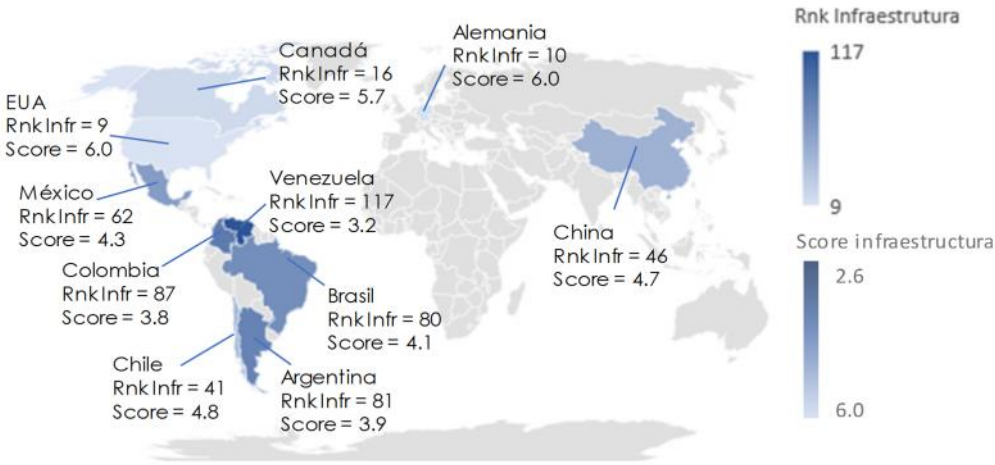 Canadá
RnkInfr = 16
Score = 5.7
Alemania
RnkInfr = 10
Score = 6.0
EUA
RnkInfr = 9
Score = 6.0
México
RnkInfr = 62
Score = 4.3
Venezuela
RnkInfr = 117
Score = 3.2
Colombia
RnkInfr = 87
Score = 3.8
China
RnkInfr = 46
Score = 4.7
Brasil
RnkInfr = 80
Score = 4.1
Chile
RnkInfr = 41
Score = 4.8
Argentina
RnkInfr = 81
Score = 3.9
Rnk Infraestrutura
117
9
Score infraestructura
2.6
6.0